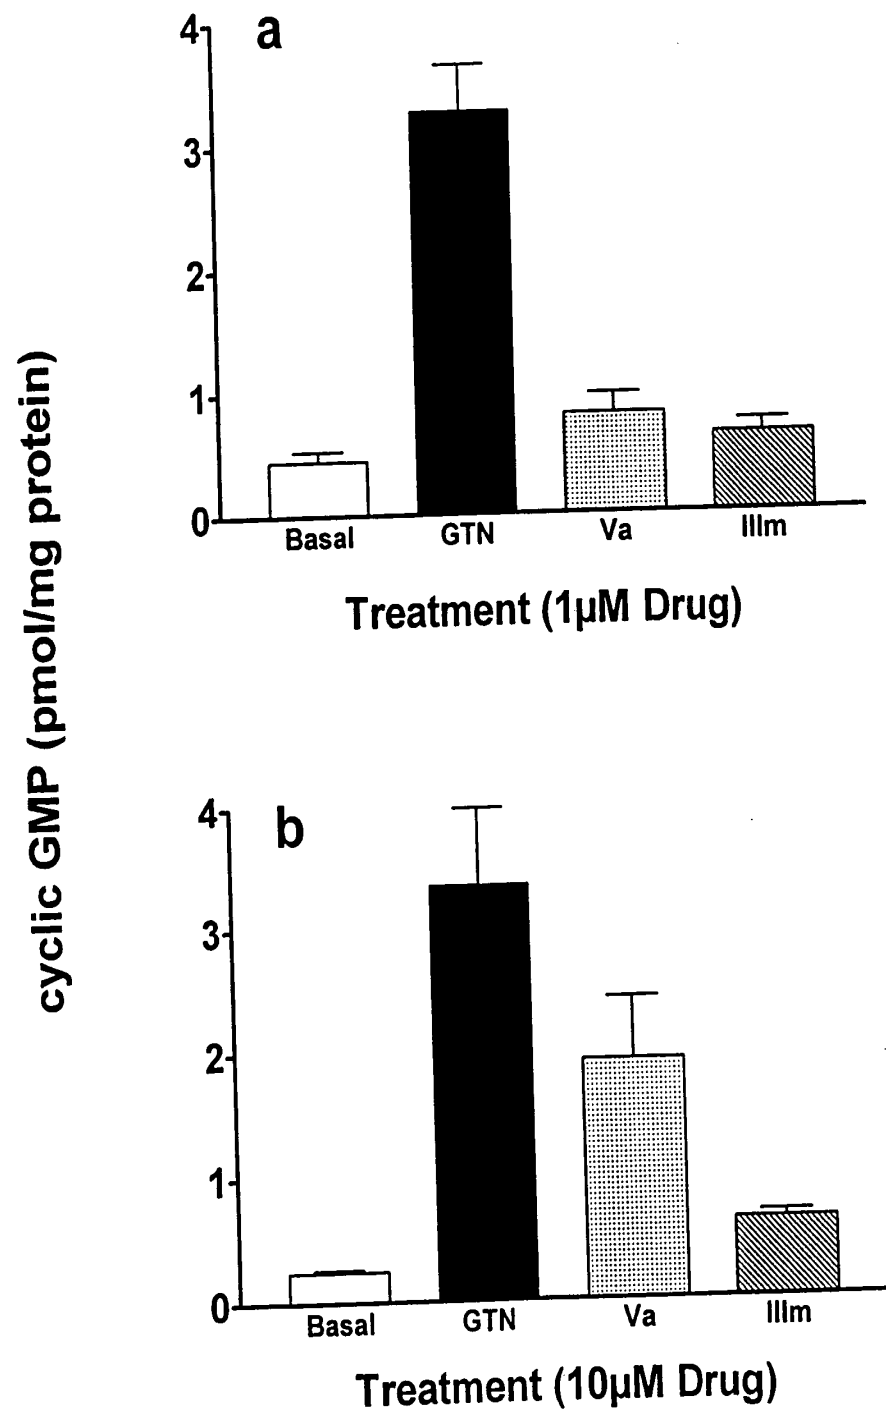 cyclic GMP (pmol/mg protein)
a
4
3
2
1
0
Basal GTN Va IIIm
Treatment (1µM Drug)
b
4
3
2
1
0
Basal GTN Va IIIm
Treatment (10µM Drug)